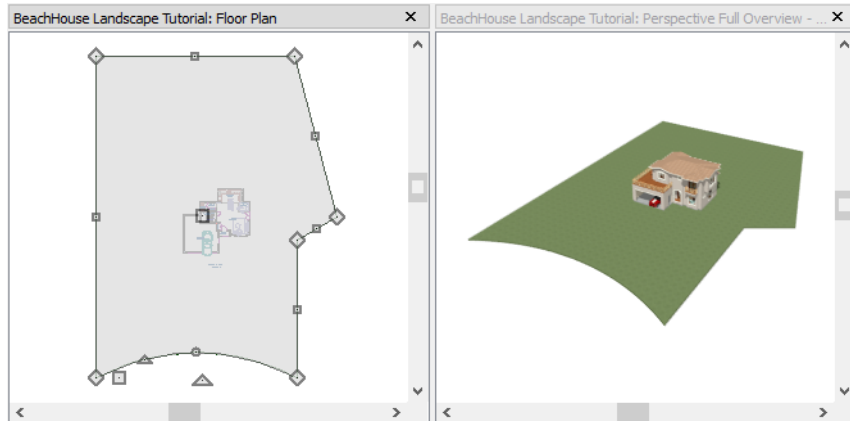 BeachHouse Landscape Tutorial: Floor Plan
BeachHouse Landscape Tutorial: Perspective Full Overview - ...